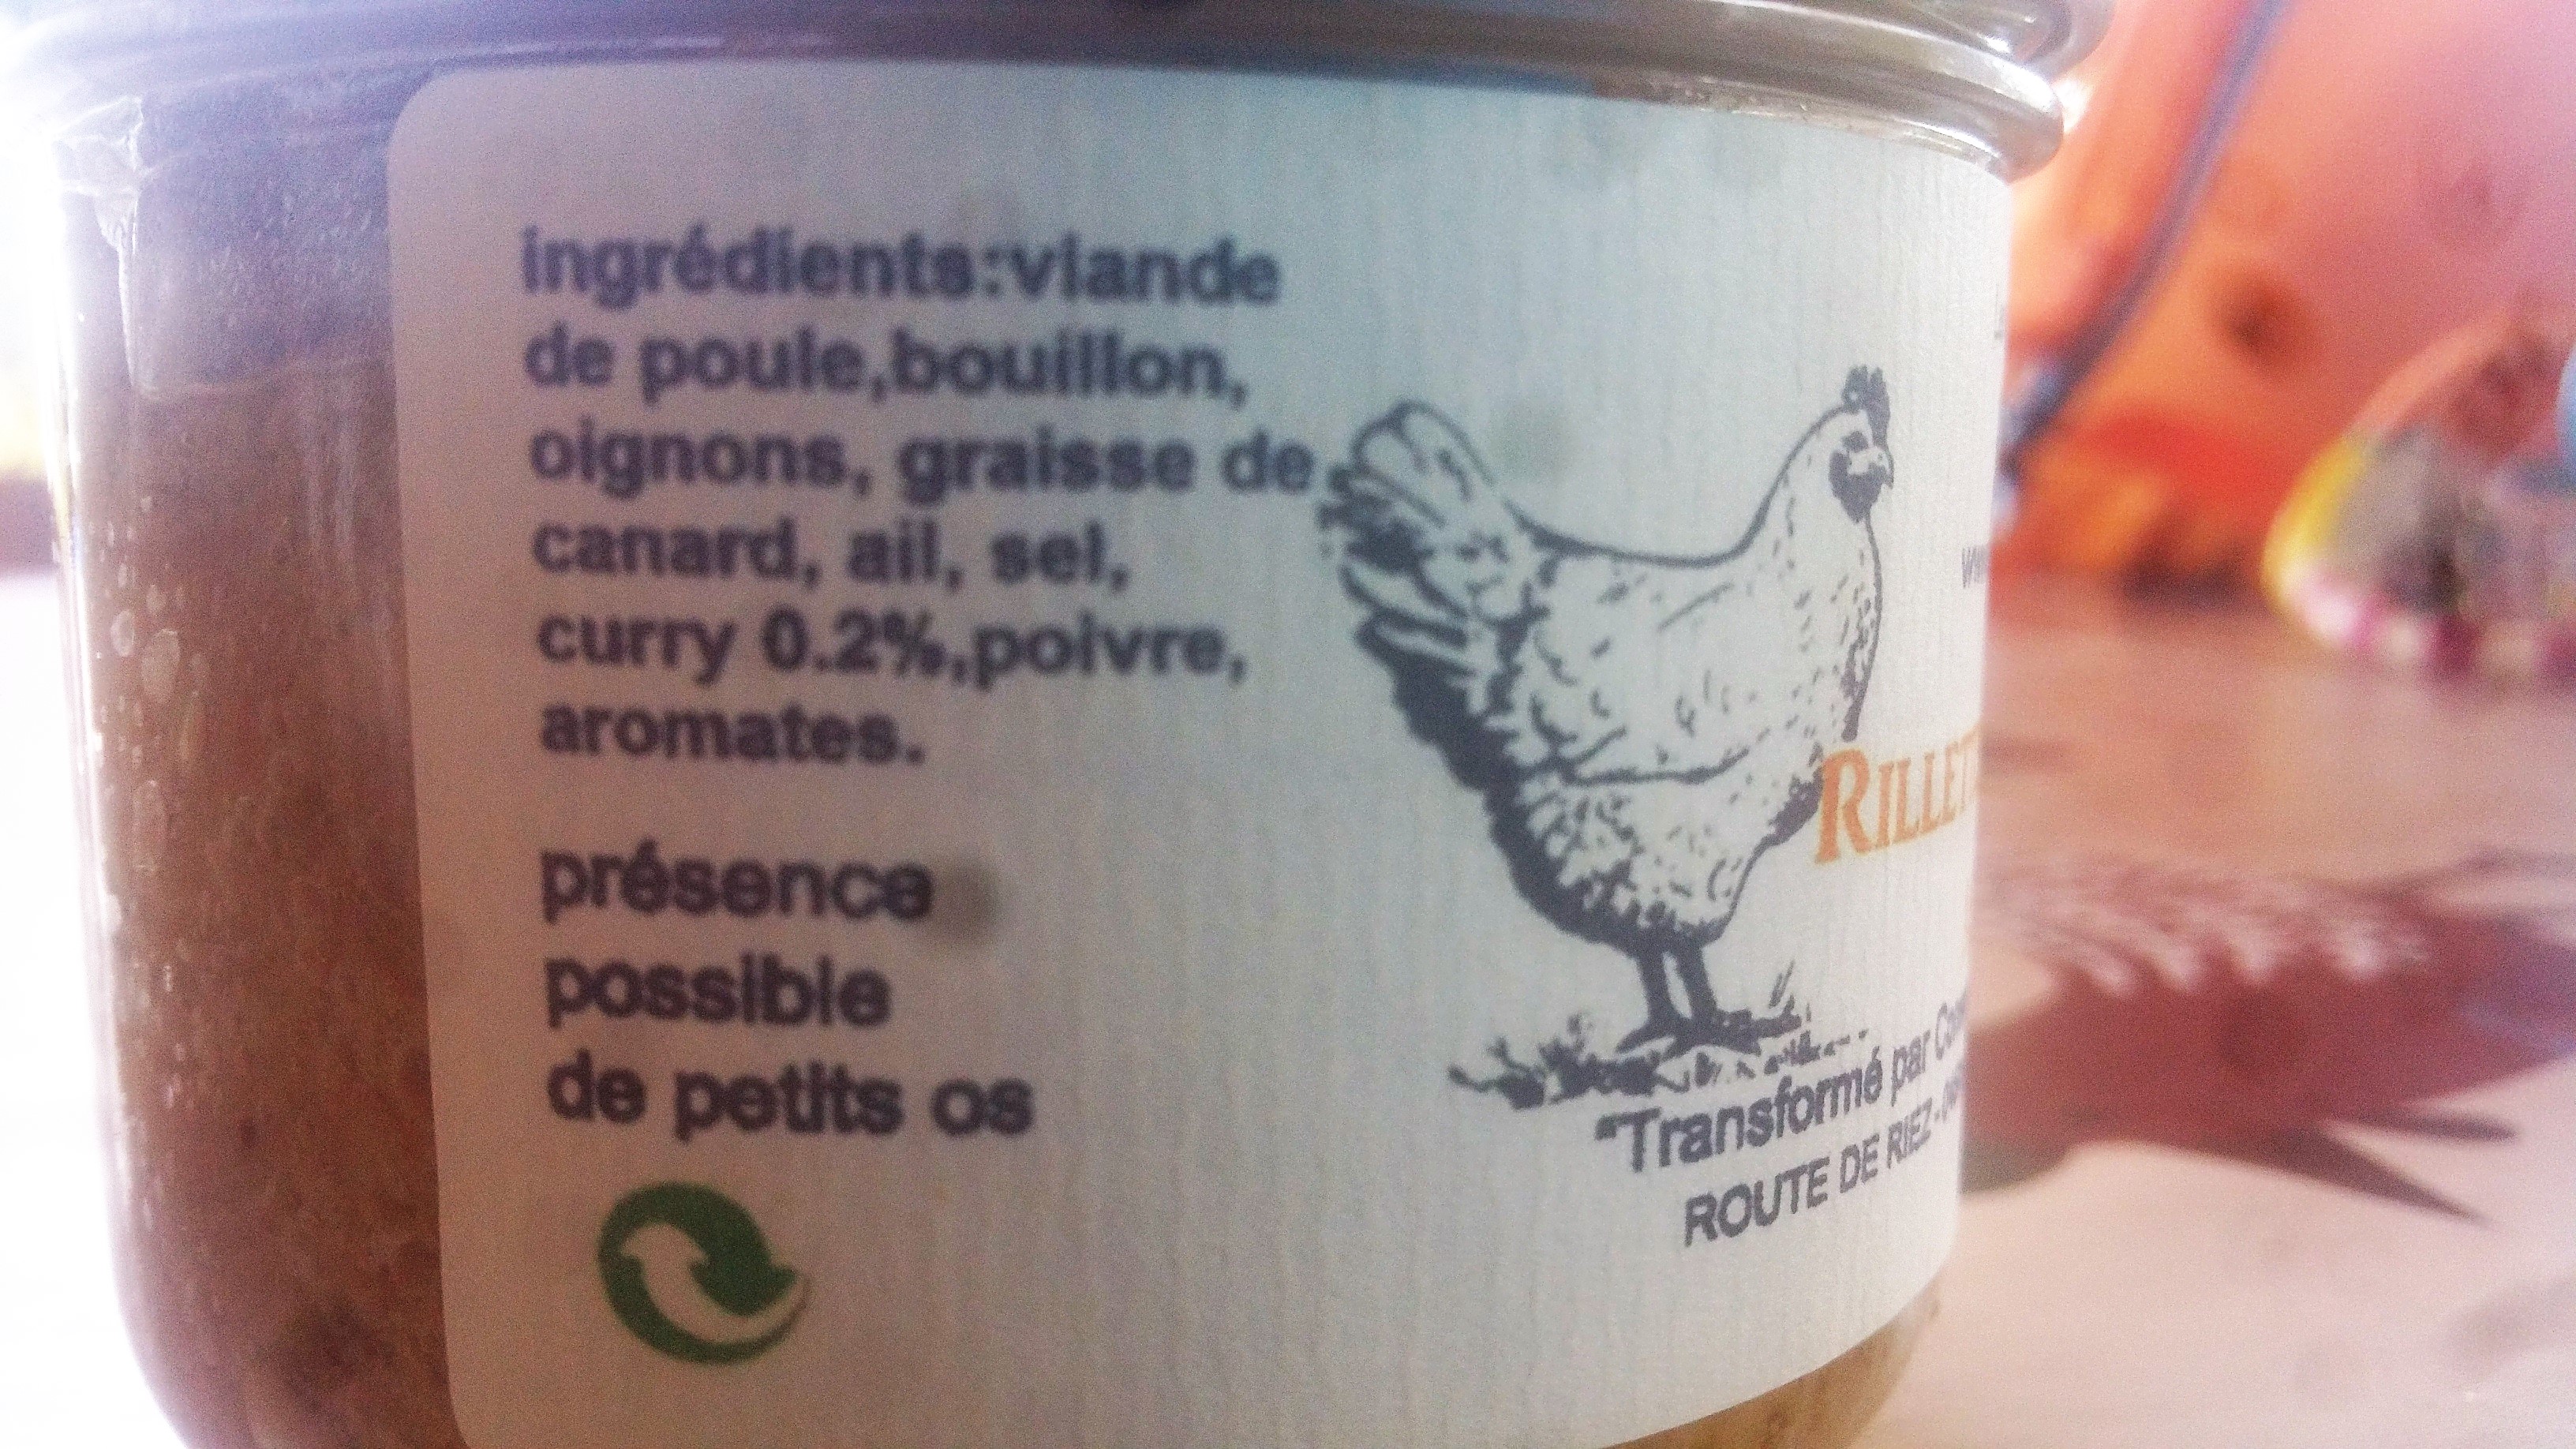 ingrédients:viande
de poule,bouillon,
oignons, graisse de
canard, ail, sel,
curry 0.2%,poivre,
aromates.
présence
possible
de petits os
RILLET
"Transformé par
ROUTE DE RIEZ -